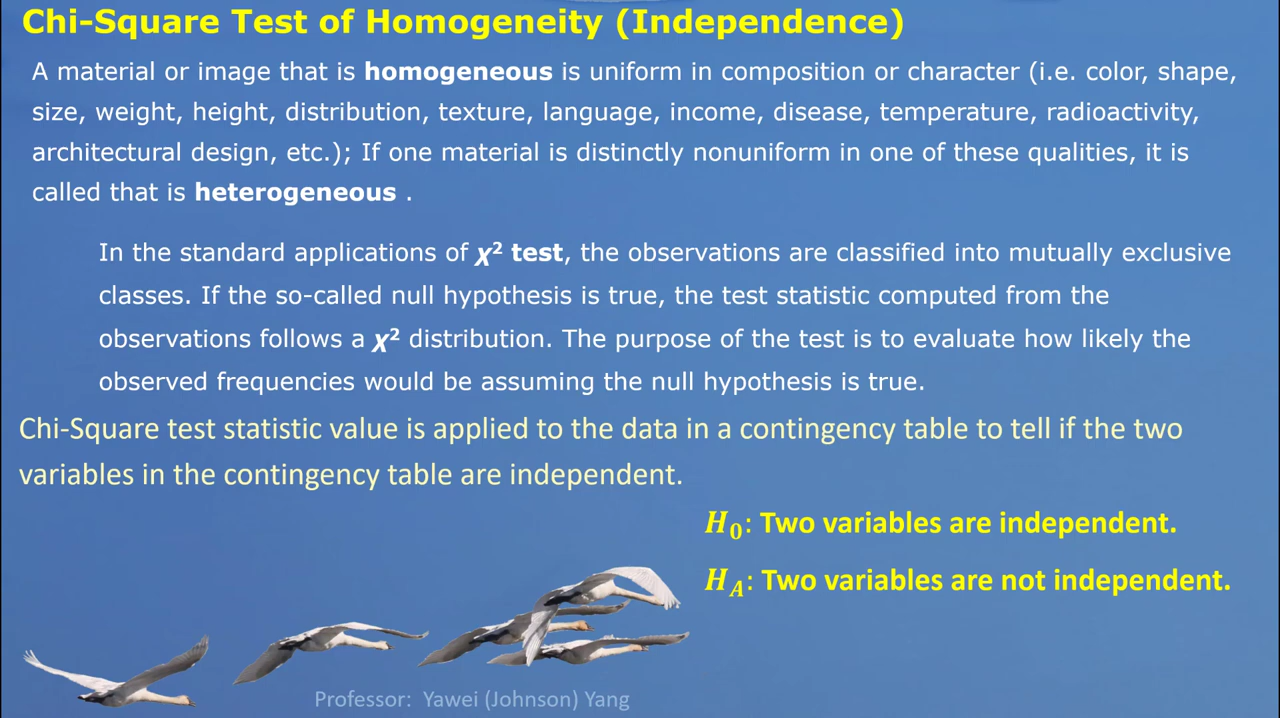 Chi-Square Test of Homogeneity (Independence)
A material or image that is homogeneous is uniform in composition or character (i.e. color, shape,
size, weight, height, distribution, texture, language, income, disease, temperature, radioactivity,
architectural design, etc.); If one material is distinctly nonuniform in one of these qualities, it is
called that is heterogeneous .
In the standard applications of χ² test, the observations are classified into mutually exclusive
classes. If the so-called null hypothesis is true, the test statistic computed from the
observations follows a χ² distribution. The purpose of the test is to evaluate how likely the
observed frequencies would be assuming the null hypothesis is true.
Chi-Square test statistic value is applied to the data in a contingency table to tell if the two
variables in the contingency table are independent.
H₀: Two variables are independent.
H_A: Two variables are not independent.
Professor: Yawei (Johnson) Yang